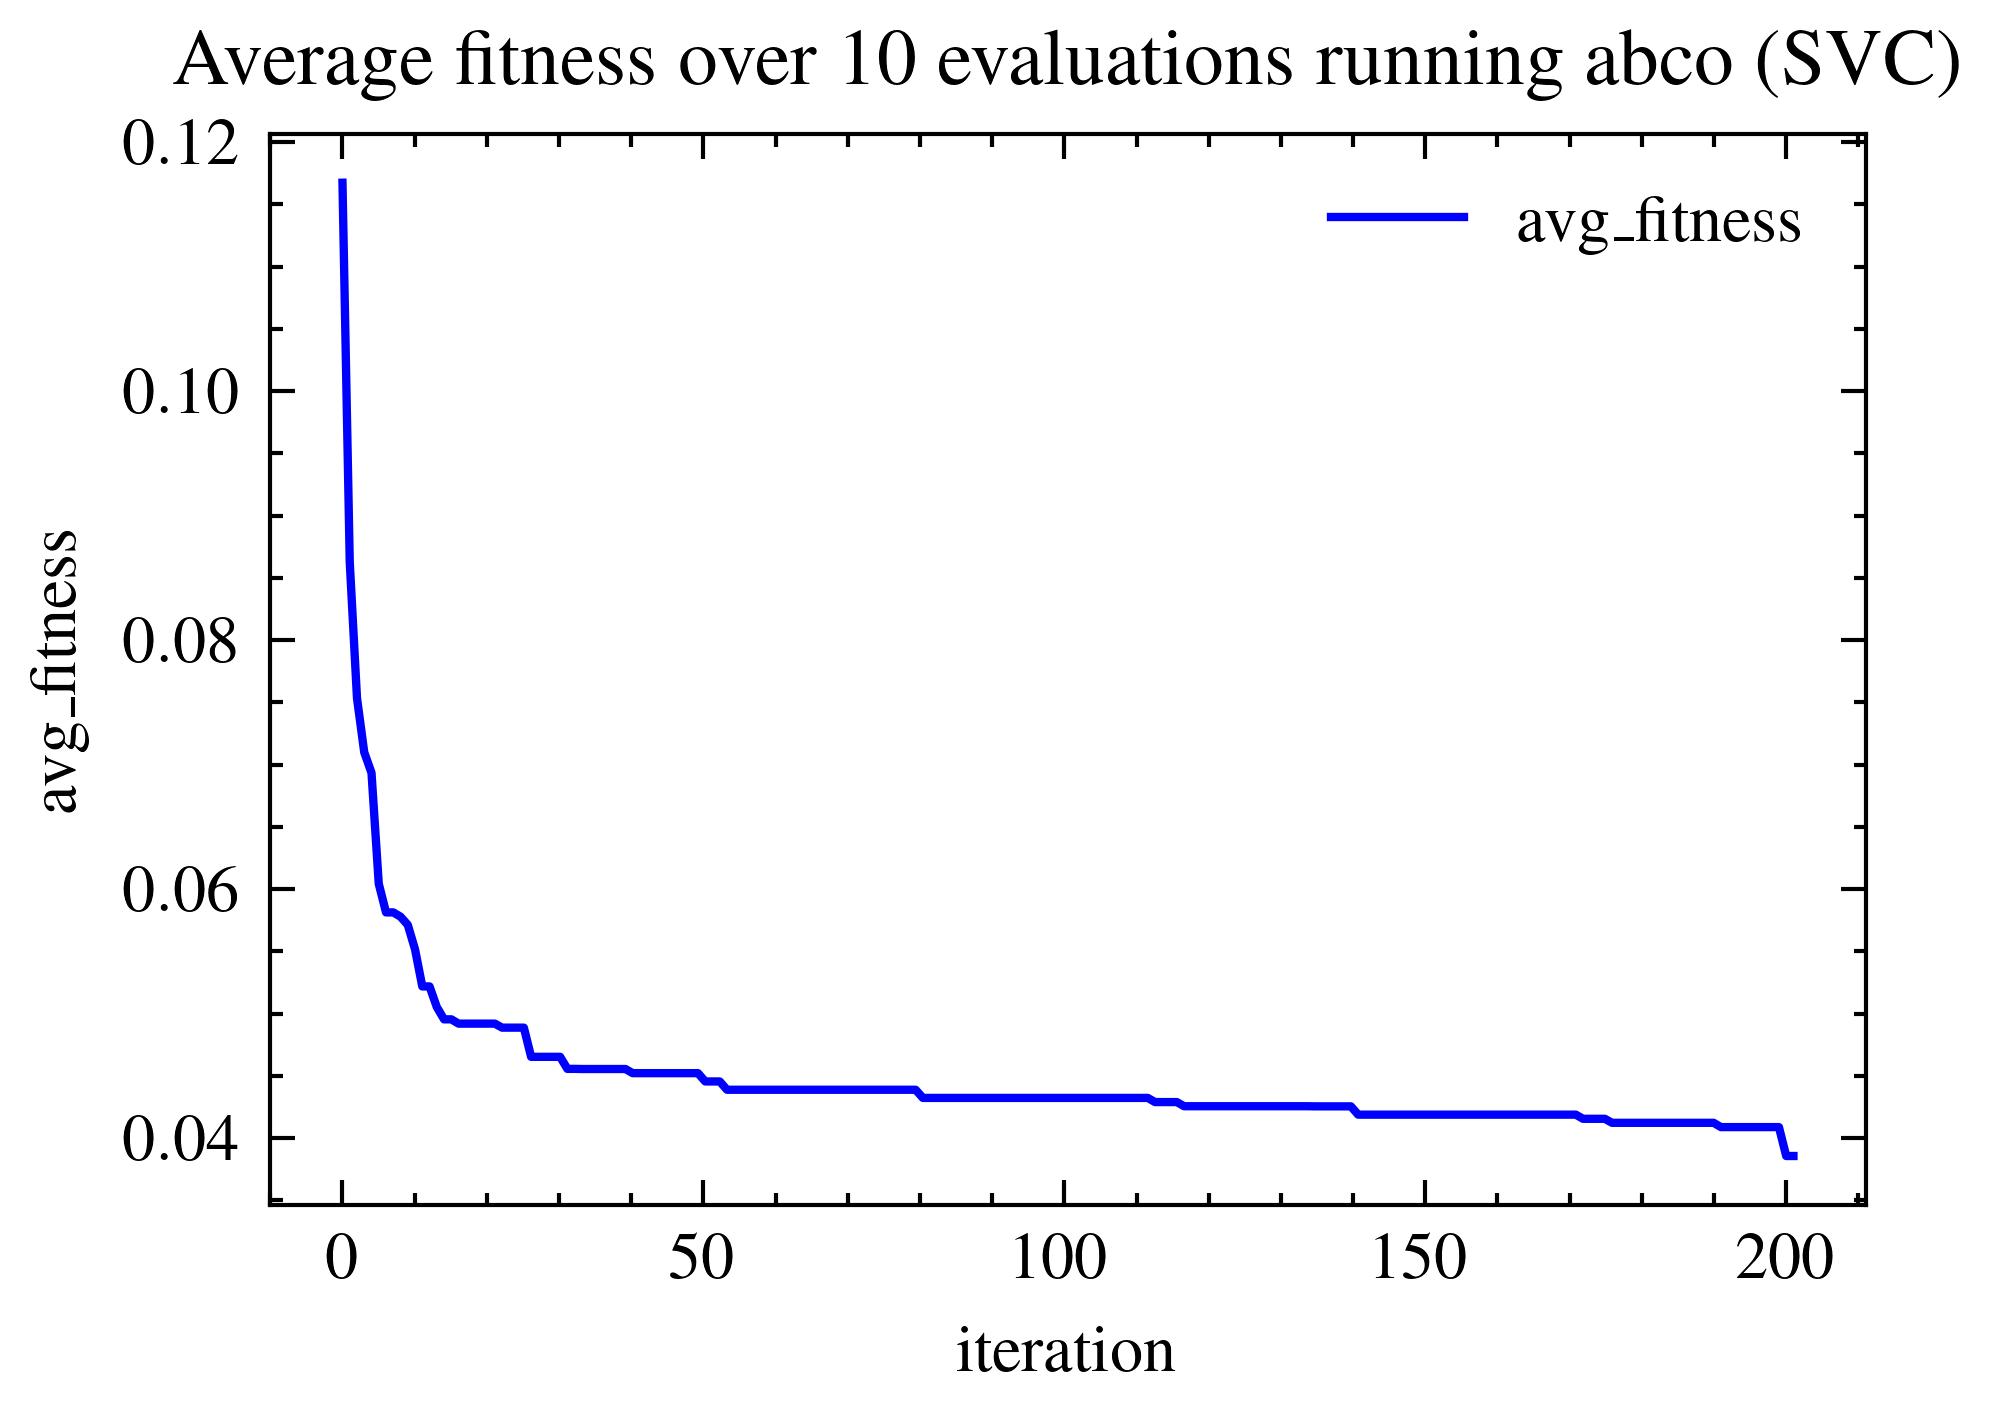 Average fitness over 10 evaluations running abco (SVC)
0.12
avg_fitness
0.10
0.08
avg_fitness
0.06
0.04
0 50 100 150 200
iteration